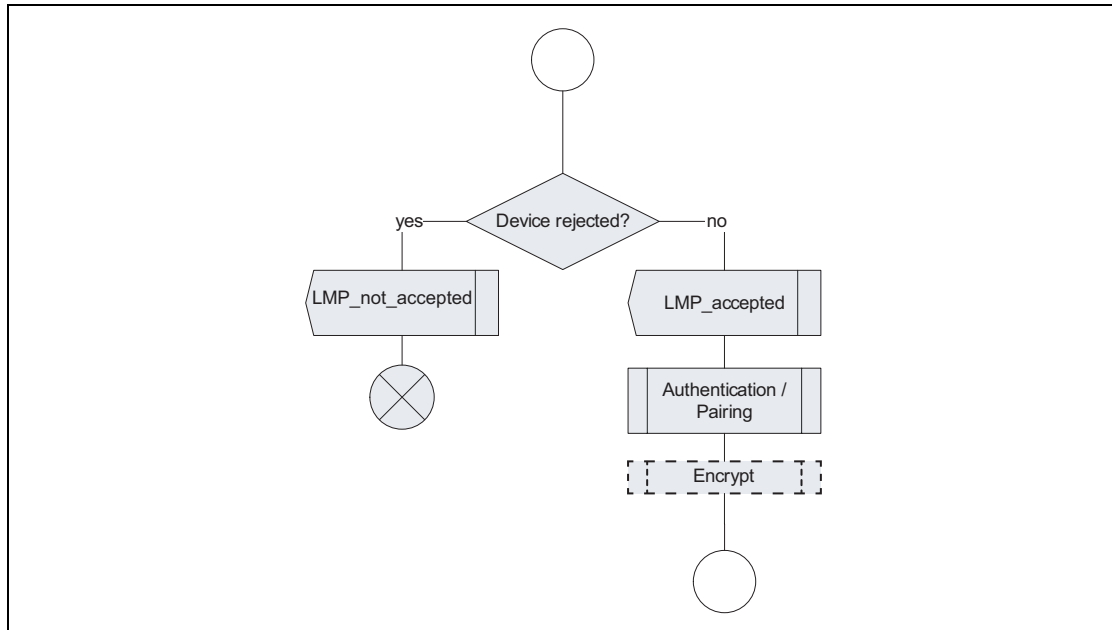 Device rejected?
yes
no
LMP_not_accepted
LMP_accepted
Authentication /
Pairing
Encrypt